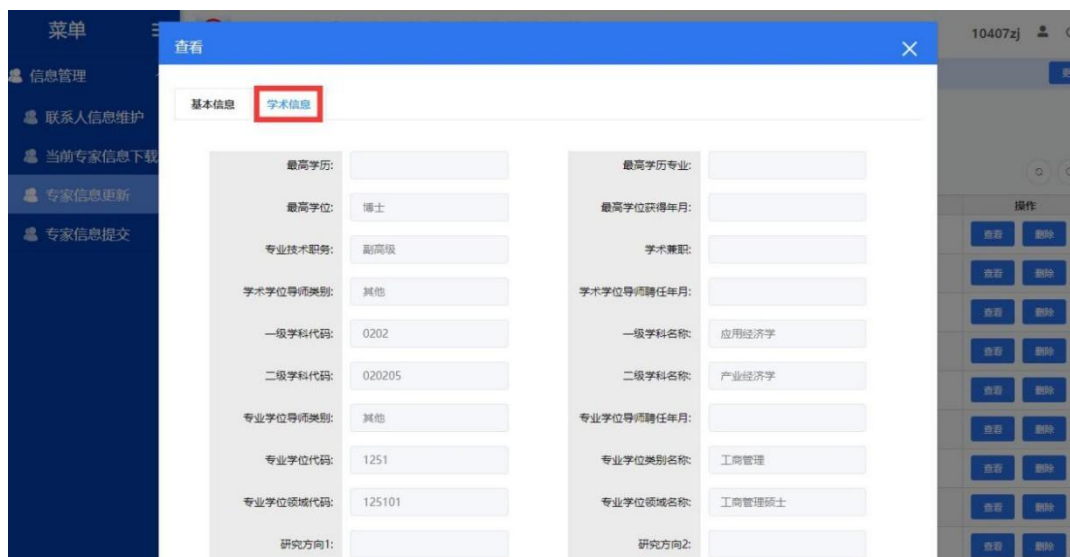 菜单
10407zj
查看
信息管理
基本信息 学术信息
联系人信息维护
当前专家信息下载
最高学历: 最高学历专业:
专家信息更新
最高学位: 博士 最高学位获得年月: 操作
专家信息提交
专业技术职务: 副高级 学术兼职: 查看 删除
查看 删除
学术学位导师类别: 其他 学术学位导师聘任年月:
查看 删除
一级学科代码: 0202 一级学科名称: 应用经济学
查看 删除
二级学科代码: 020205 二级学科名称: 产业经济学
查看 删除
专业学位导师类别: 其他 专业学位导师聘任年月:
查看 删除
专业学位代码: 1251 专业学位类别名称: 工商管理
查看 删除
专业学位领域代码: 125101 专业学位领域名称: 工商管理硕士
查看 删除
研究方向1: 研究方向2:
查看 删除